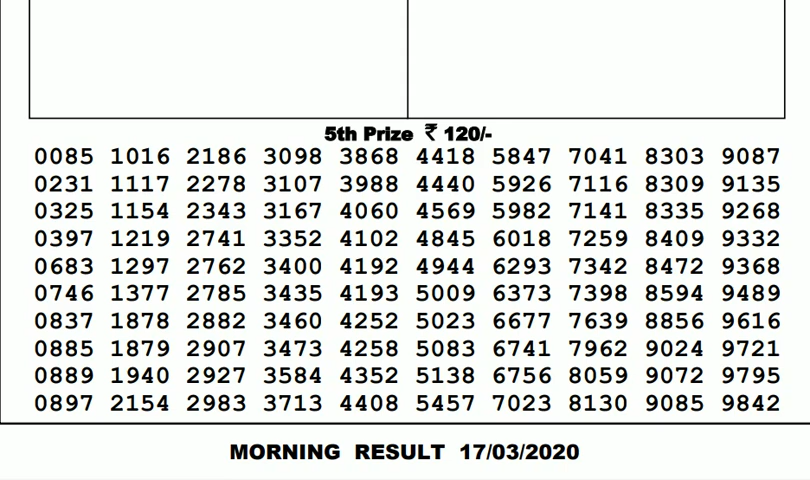 5th Prize ₹ 120/-
0085 1016 2186 3098 3868 4418 5847 7041 8303 9087
0231 1117 2278 3107 3988 4440 5926 7116 8309 9135
0325 1154 2343 3167 4060 4569 5982 7141 8335 9268
0397 1219 2741 3352 4102 4845 6018 7259 8409 9332
0683 1297 2762 3400 4192 4944 6293 7342 8472 9368
0746 1377 2785 3435 4193 5009 6373 7398 8594 9489
0837 1878 2882 3460 4252 5023 6677 7639 8856 9616
0885 1879 2907 3473 4258 5083 6741 7962 9024 9721
0889 1940 2927 3584 4352 5138 6756 8059 9072 9795
0897 2154 2983 3713 4408 5457 7023 8130 9085 9842
MORNING RESULT 17/03/2020